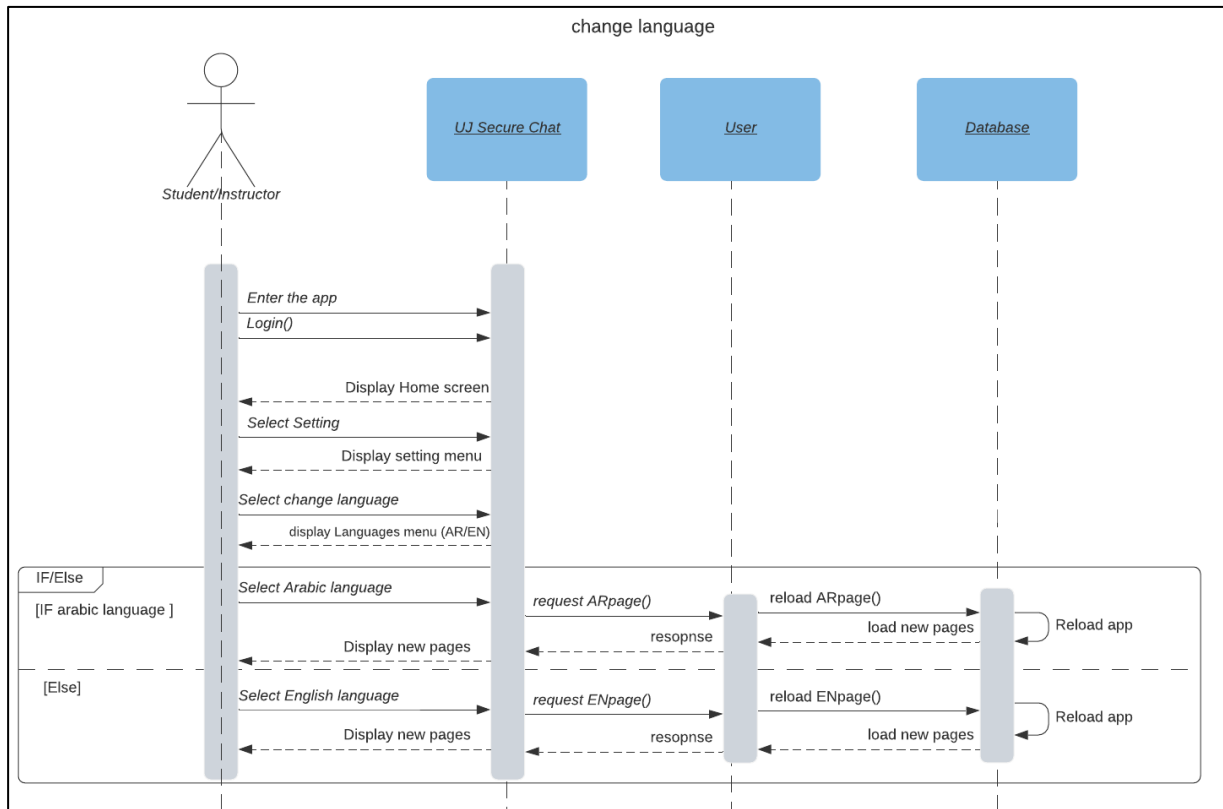 change language
Student/Instructor
UJ Secure Chat
User
Database
Enter the app
Login()
Display Home screen
Select Setting
Display setting menu
Select change language
display Languages menu (AR/EN)
IF/Else
[IF arabic language ]
Select Arabic language
request ARpage()
reload ARpage()
Reload app
load new pages
resopnse
Display new pages
[Else]
Select English language
request ENpage()
reload ENpage()
Reload app
load new pages
resopnse
Display new pages